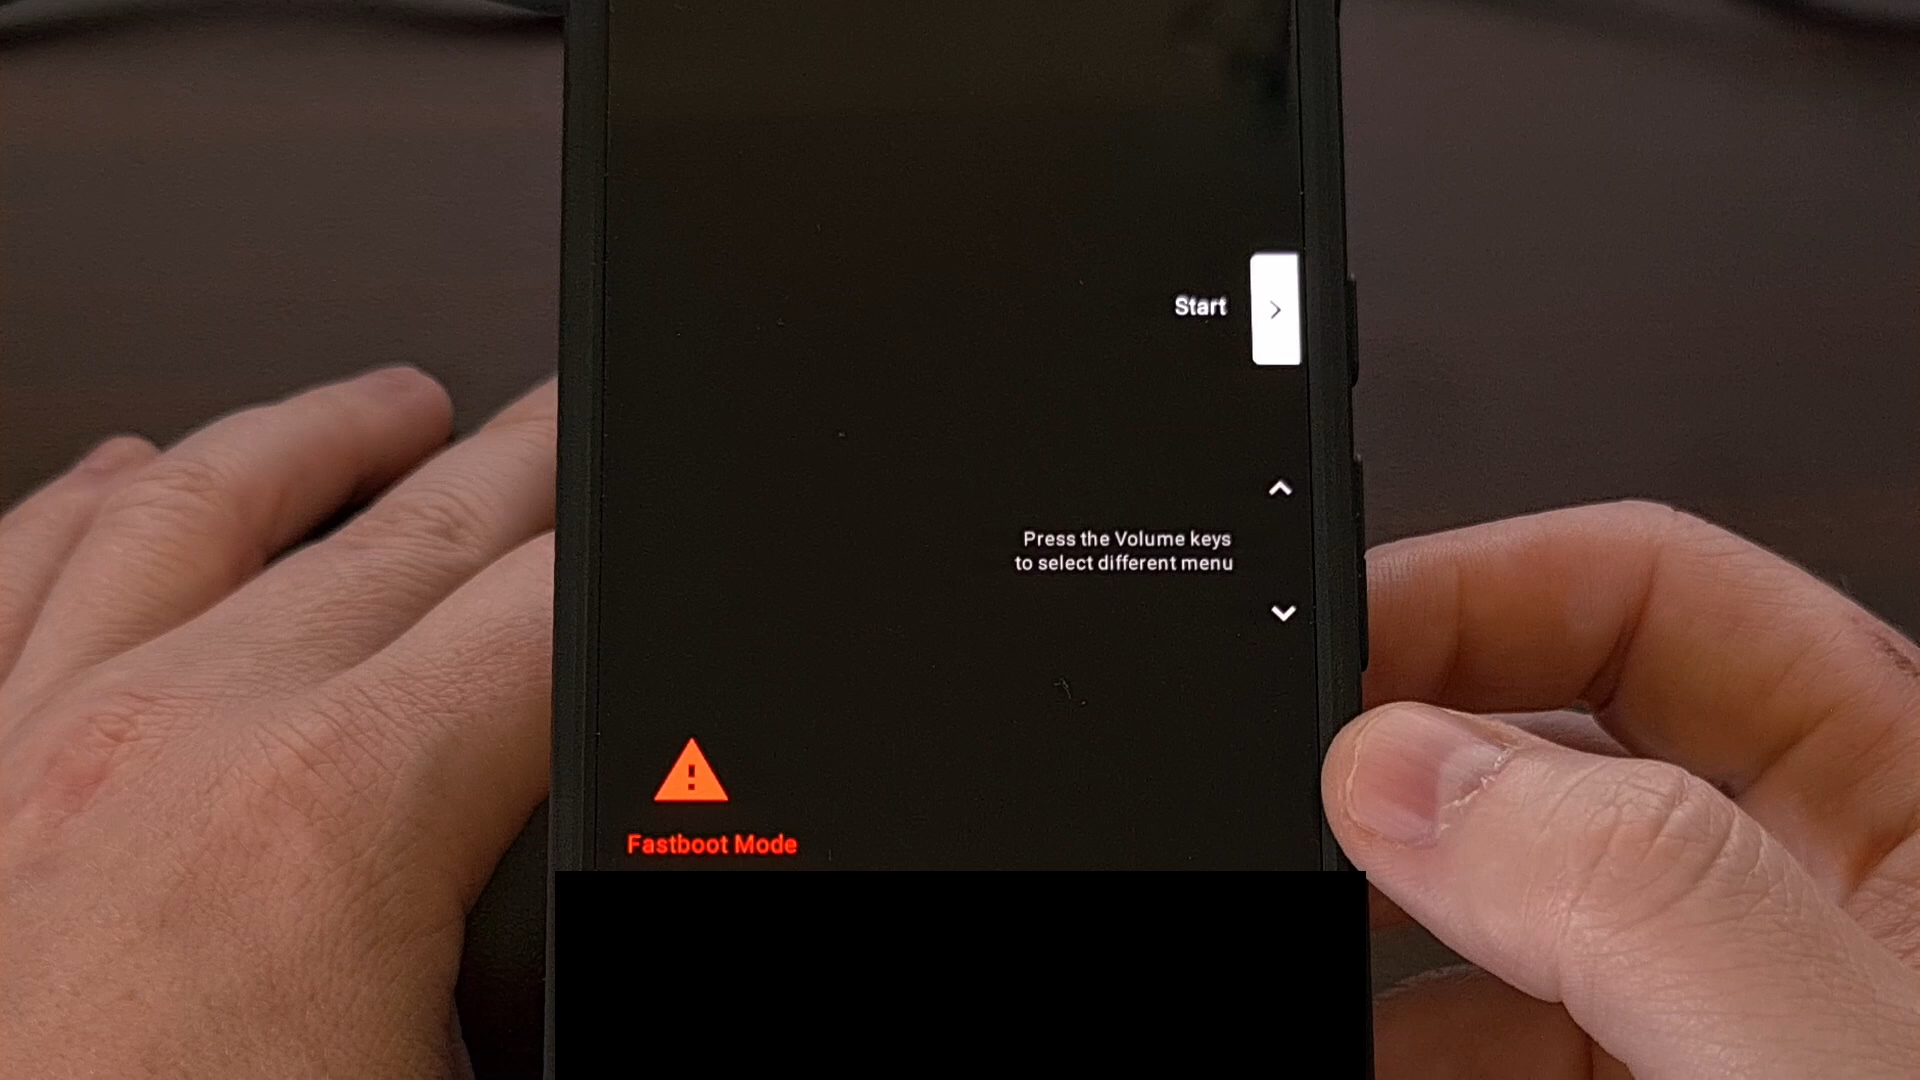 Start
Press the Volume keys
to select different menu
Fastboot Mode